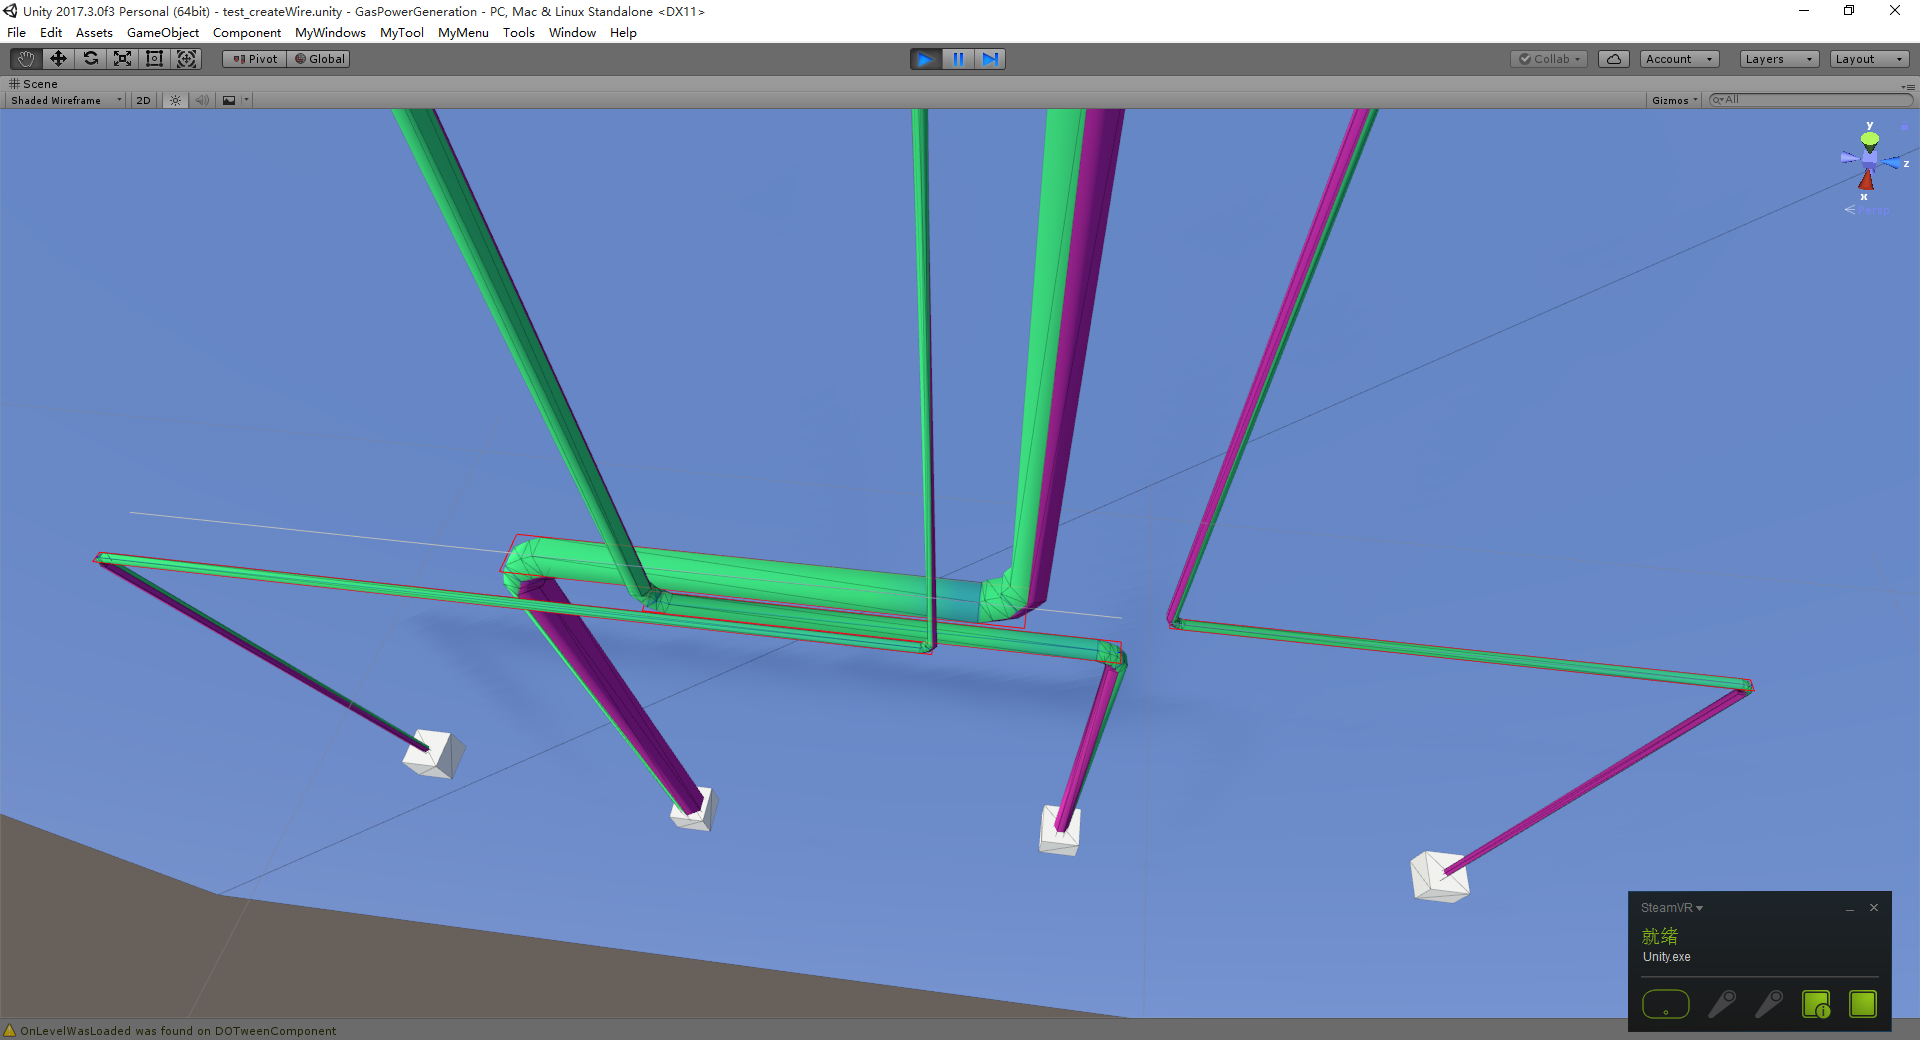 Unity 2017.3.0f3 Personal (64bit) - test_createWire.unity - GasPowerGeneration - PC, Mac & Linux Standalone <DX11>
File Edit Assets GameObject Component MyWindows MyTool MyMenu Tools Window Help
Pivot Global Collab Account Layers Layout
Scene
Shaded Wireframe 2D Gizmos All
y
z
x
Persp
SteamVR
就绪
Unity.exe
OnLevelWasLoaded was found on DOTweenComponent